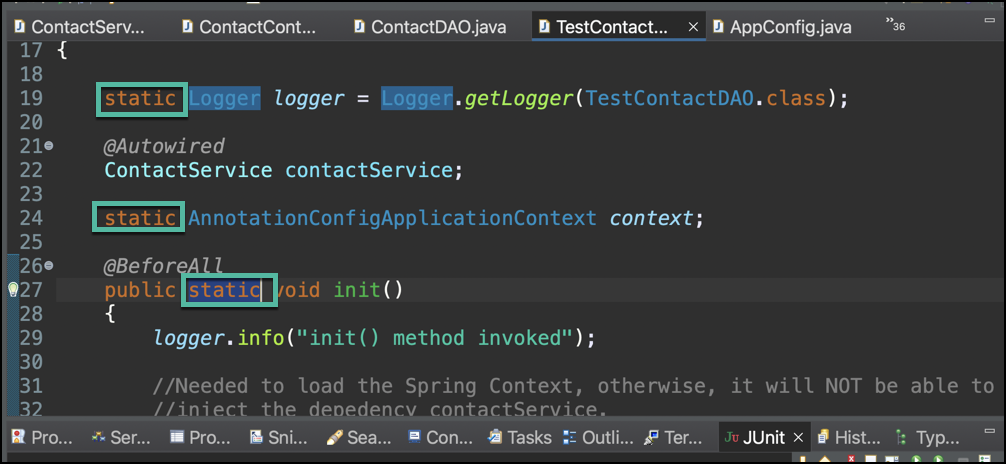 ContactServ... ContactCont... ContactDAO.java TestContact... AppConfig.java »36
17 {
18
19 static Logger logger = Logger.getLogger(TestContactDAO.class);
20
21 @Autowired
22 ContactService contactService;
23
24 static AnnotationConfigApplicationContext context;
25
26 @BeforeAll
27 public static void init()
28 {
29 logger.info("init() method invoked");
30
31 //Needed to load the Spring Context, otherwise, it will NOT be able to
32 //inject the depedency contactService.
Pro... Ser... Pro... Sni... Sea... Con... Tasks Outli... Ter... JUnit Hist... Typ...